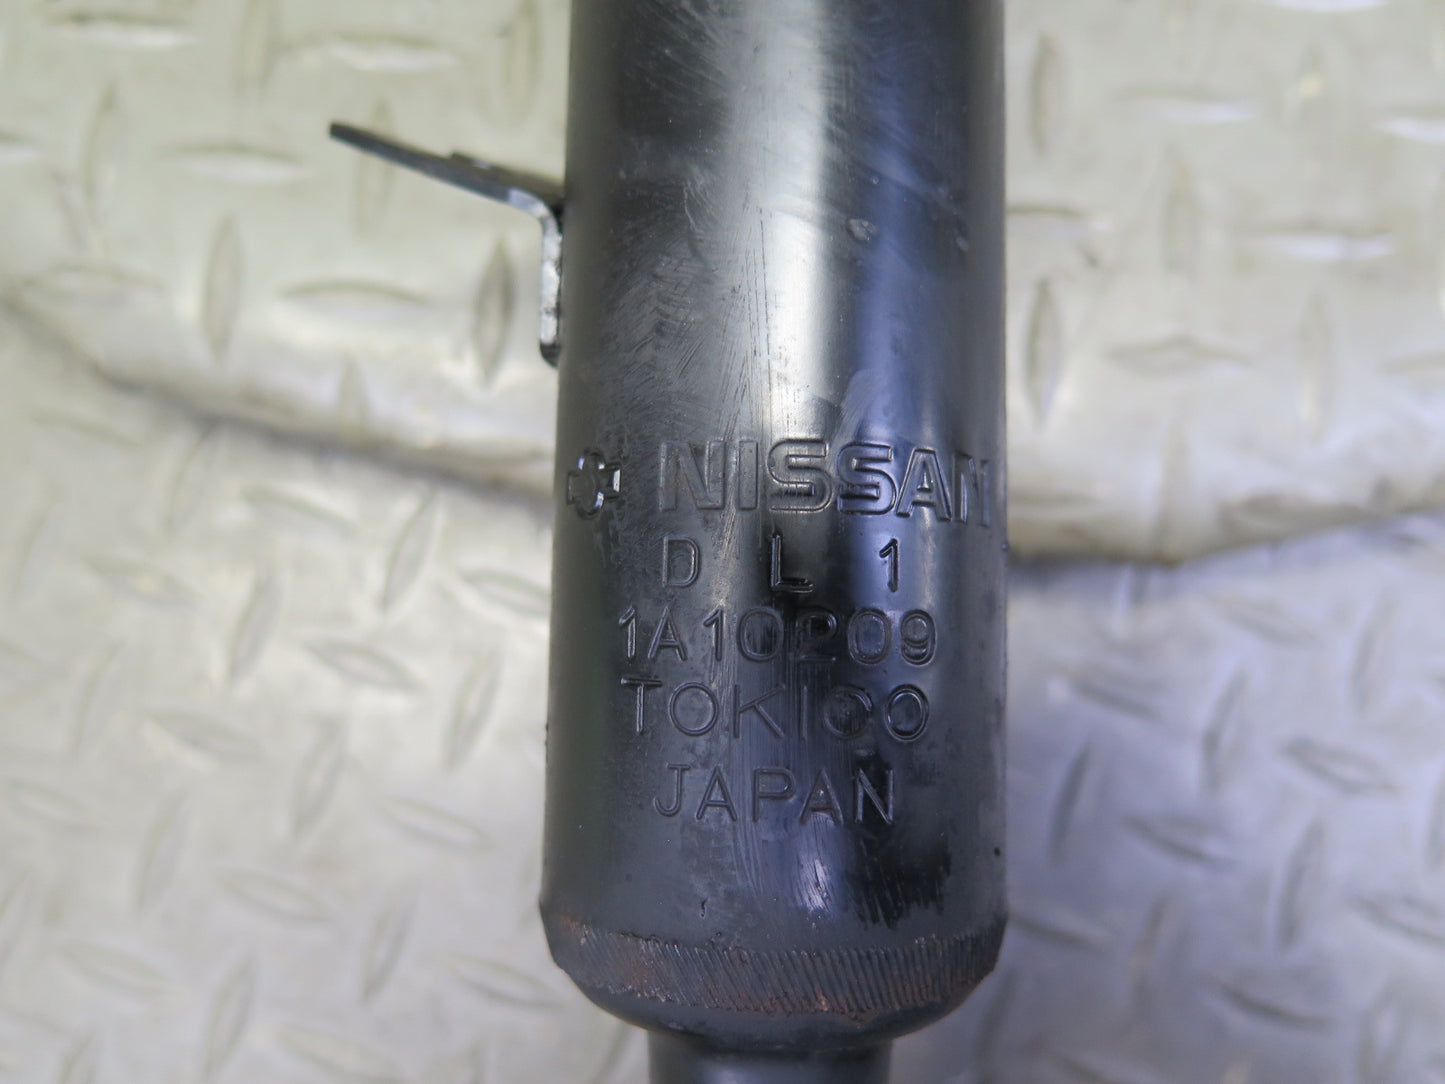 NISSAN
D L 1
1A10209
TOKICO
JAPAN